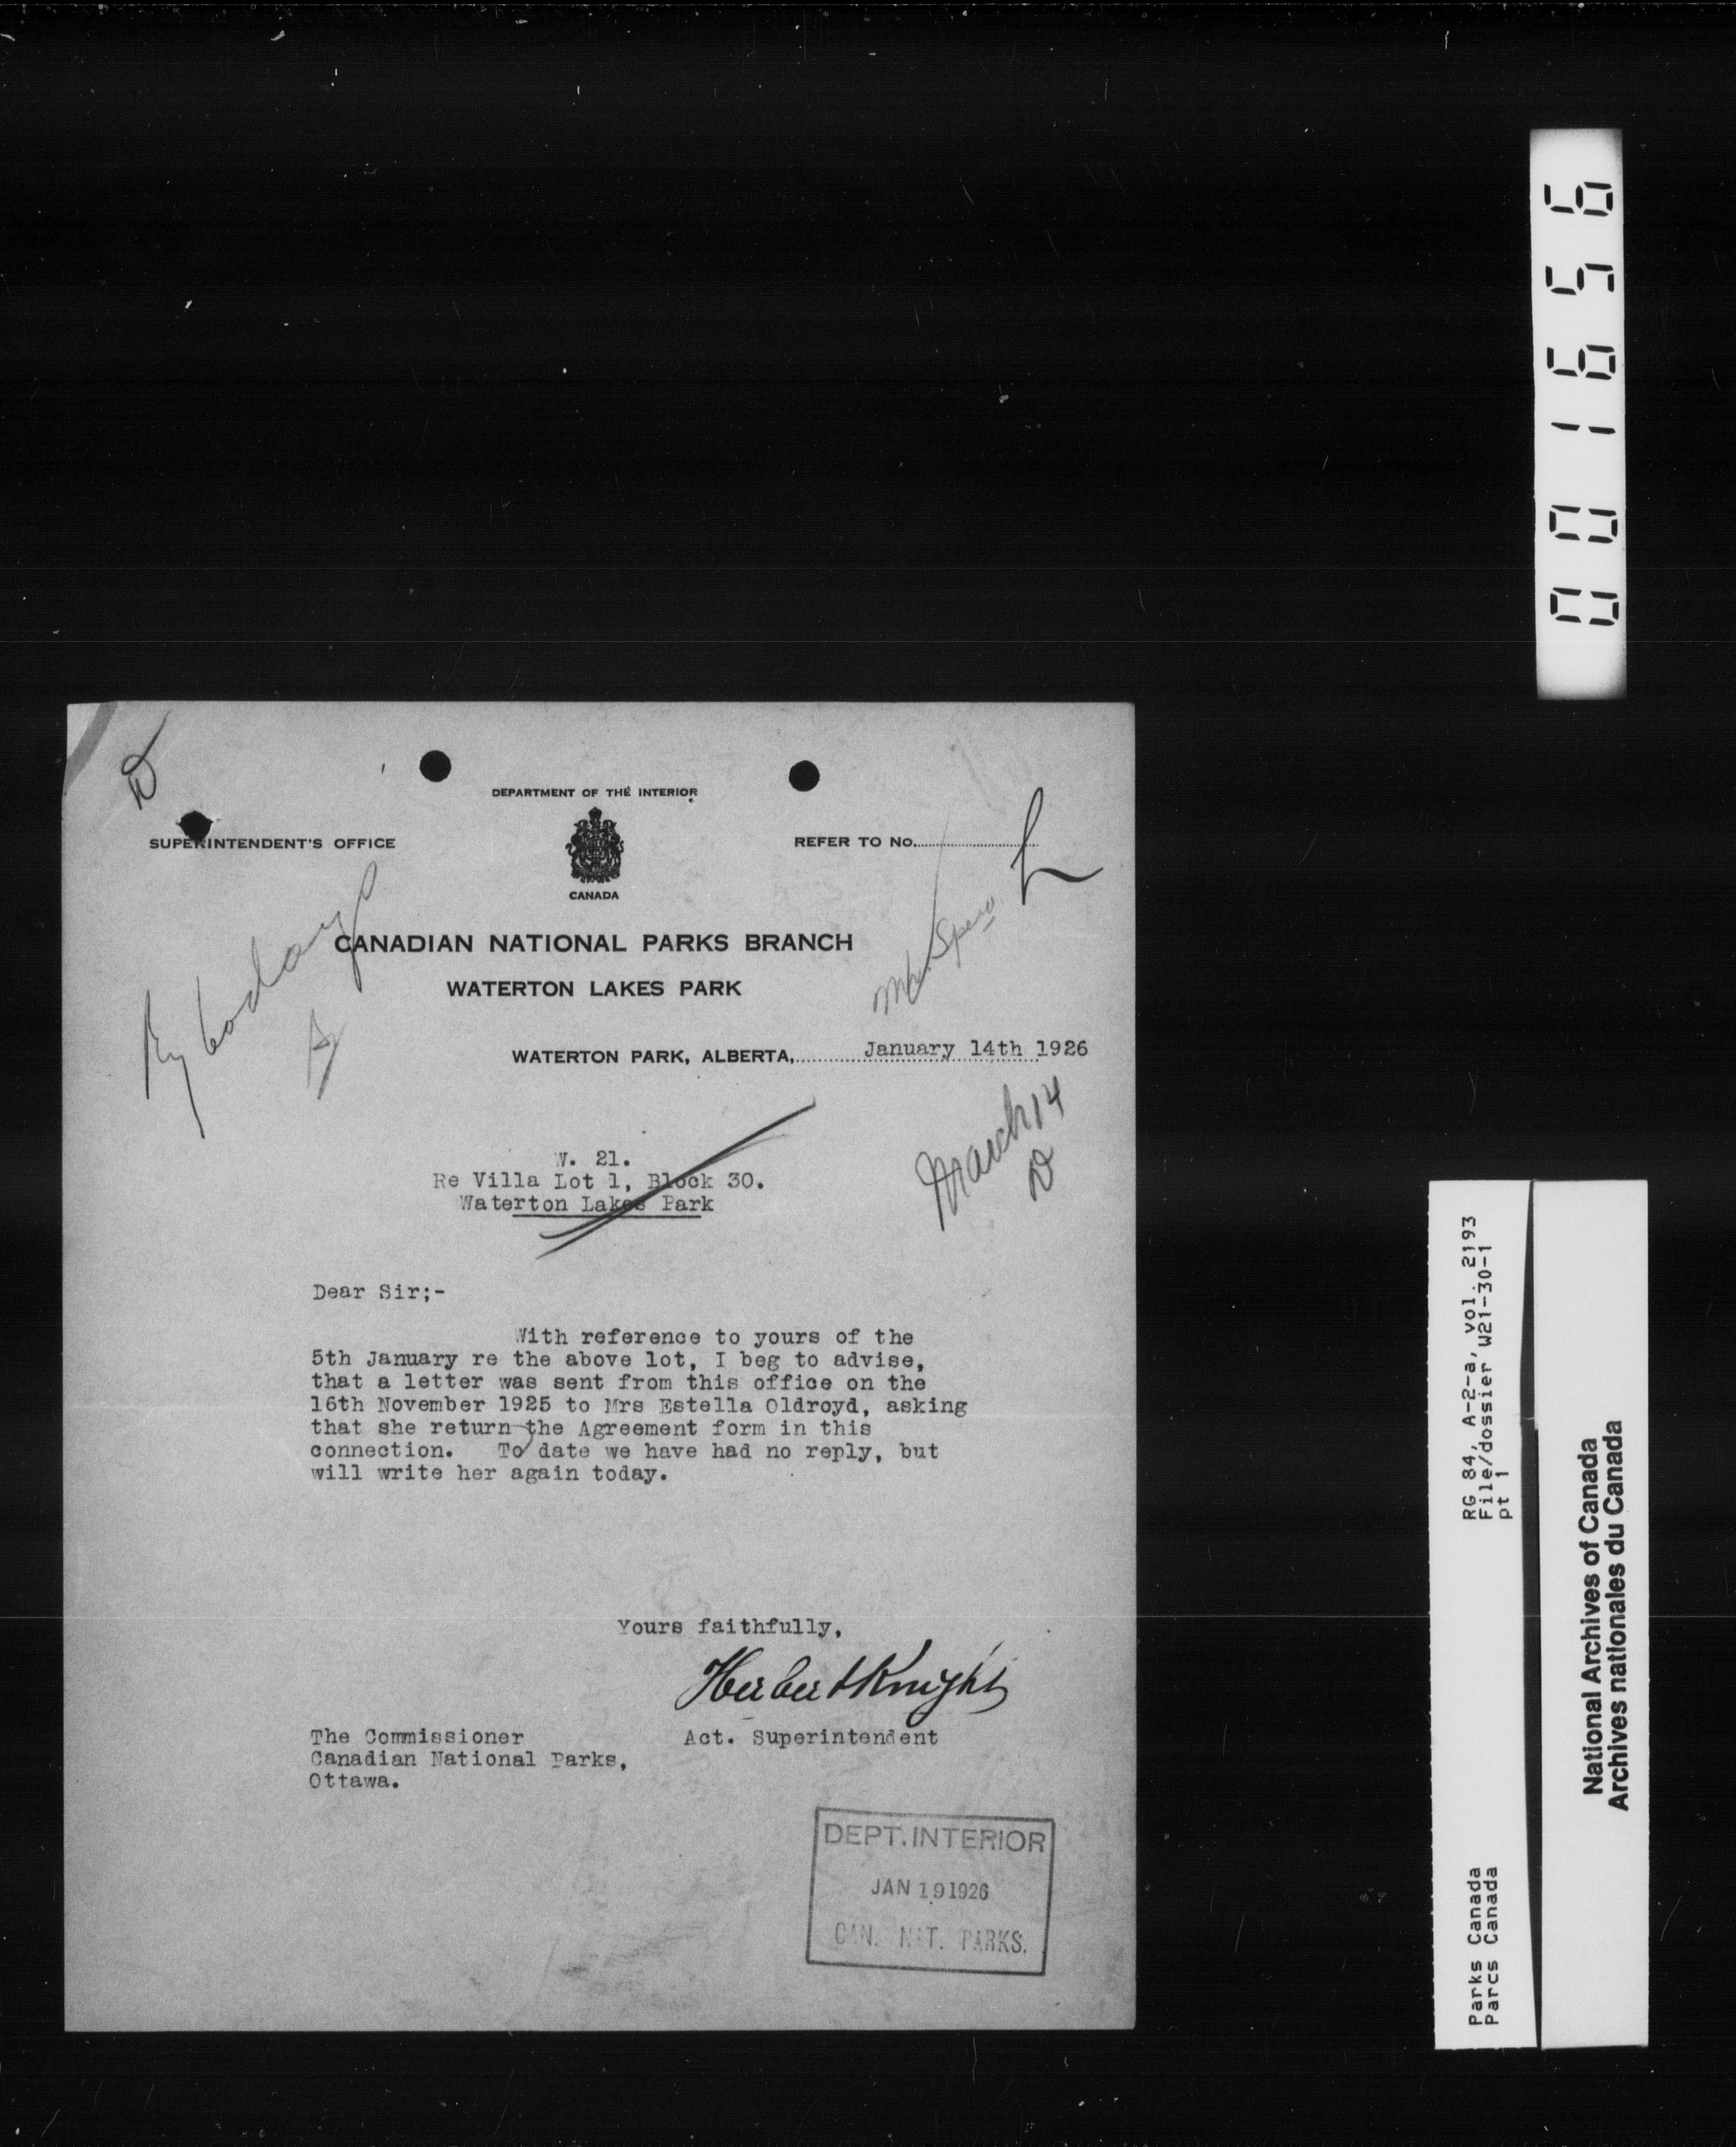 001656
DEPARTMENT OF THE INTERIOR
SUPERINTENDENT'S OFFICE
REFER TO NO.
CANADA
CANADIAN NATIONAL PARKS BRANCH
WATERTON LAKES PARK
Mr. Spero
60 days
WATERTON PARK, ALBERTA, January 14th 1926
March 14
W. 21.
Re Villa Lot 1, Block 30.
Waterton Lakes Park
Dear Sir;-
With reference to yours of the
5th January re the above lot, I beg to advise,
that a letter was sent from this office on the
16th November 1925 to Mrs Estella Oldroyd, asking
that she return the Agreement form in this
connection. To date we have had no reply, but
will write her again today.
Yours faithfully,
Herbert Knight
Act. Superintendent
The Commissioner
Canadian National Parks,
Ottawa.
DEPT. INTERIOR
JAN 19 1926
CAN. NAT. PARKS.
RG 84, A-2-a, vol. 2193
File/dossier W21-30-1
pt 1
Parks Canada
Parcs Canada
National Archives of Canada
Archives nationales du Canada